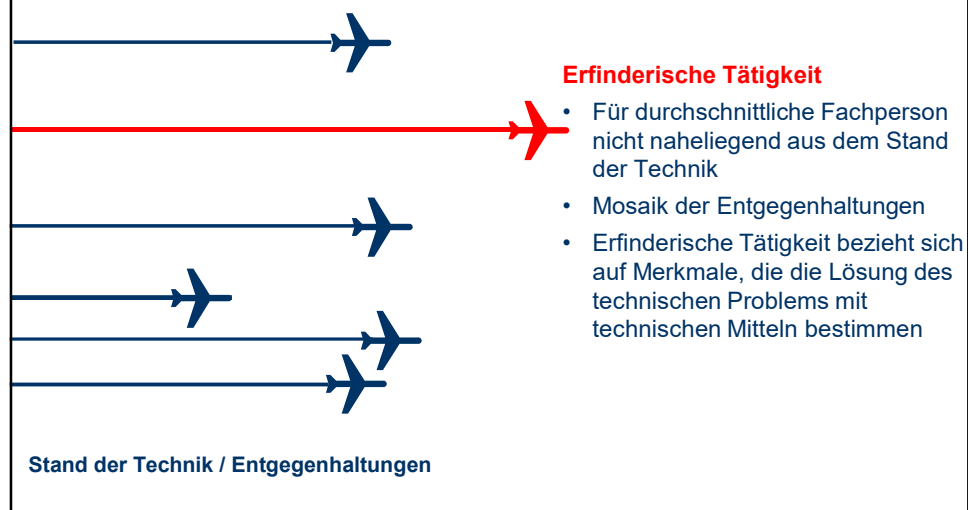 Erfinderische Tätigkeit
• Für durchschnittliche Fachperson
nicht naheliegend aus dem Stand
der Technik
• Mosaik der Entgegenhaltungen
• Erfinderische Tätigkeit bezieht sich
auf Merkmale, die die Lösung des
technischen Problems mit
technischen Mitteln bestimmen
Stand der Technik / Entgegenhaltungen